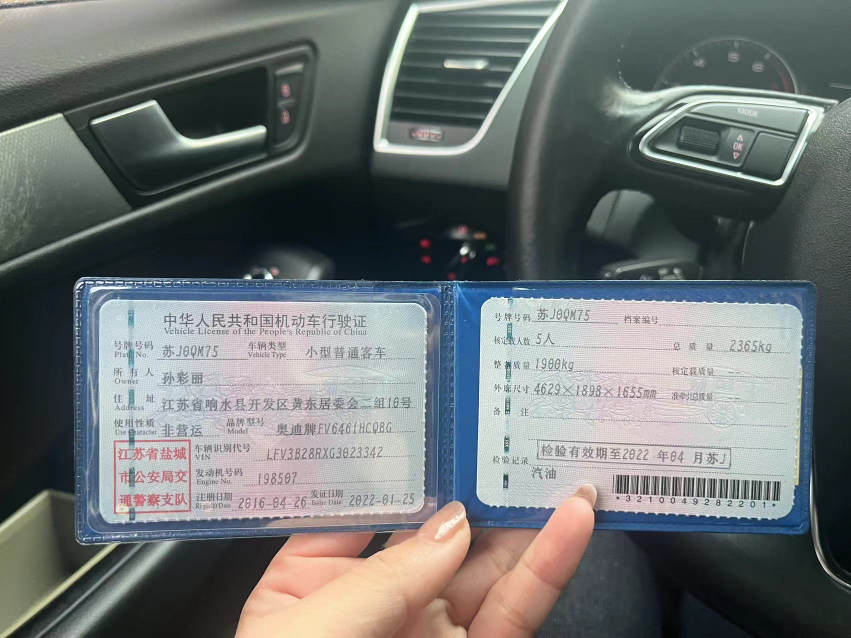 中华人民共和国机动车行驶证
Vehicle License of the People's Republic of China
号牌号码 苏J0QM75 车辆类型 小型普通客车
Plate No. Vehicle Type
所有人 孙彩丽
Owner
住址 江苏省响水县开发区黄东居委会二组18号
Address
使用性质 非营运 品牌型号 奥迪牌FV6461HCQBG
Use Character Model
江苏省盐城
市公安局交
通警察支队
车辆识别代号 LFV3B28RXG3023342
VIN
发动机号码 198507
Engine No.
注册日期 2016-04-26 发证日期 2022-01-25
Register Date Issue Date
号牌号码 苏J0QM75 档案编号
核定载人数 5人 总质量 2365kg
整备质量 1900kg 核定载质量
外廓尺寸 4629×1898×1655mm 准牵引总质量
备注
检验记录 检验有效期至2022年04月苏J
汽油
*3210049282201*
MODE
OK